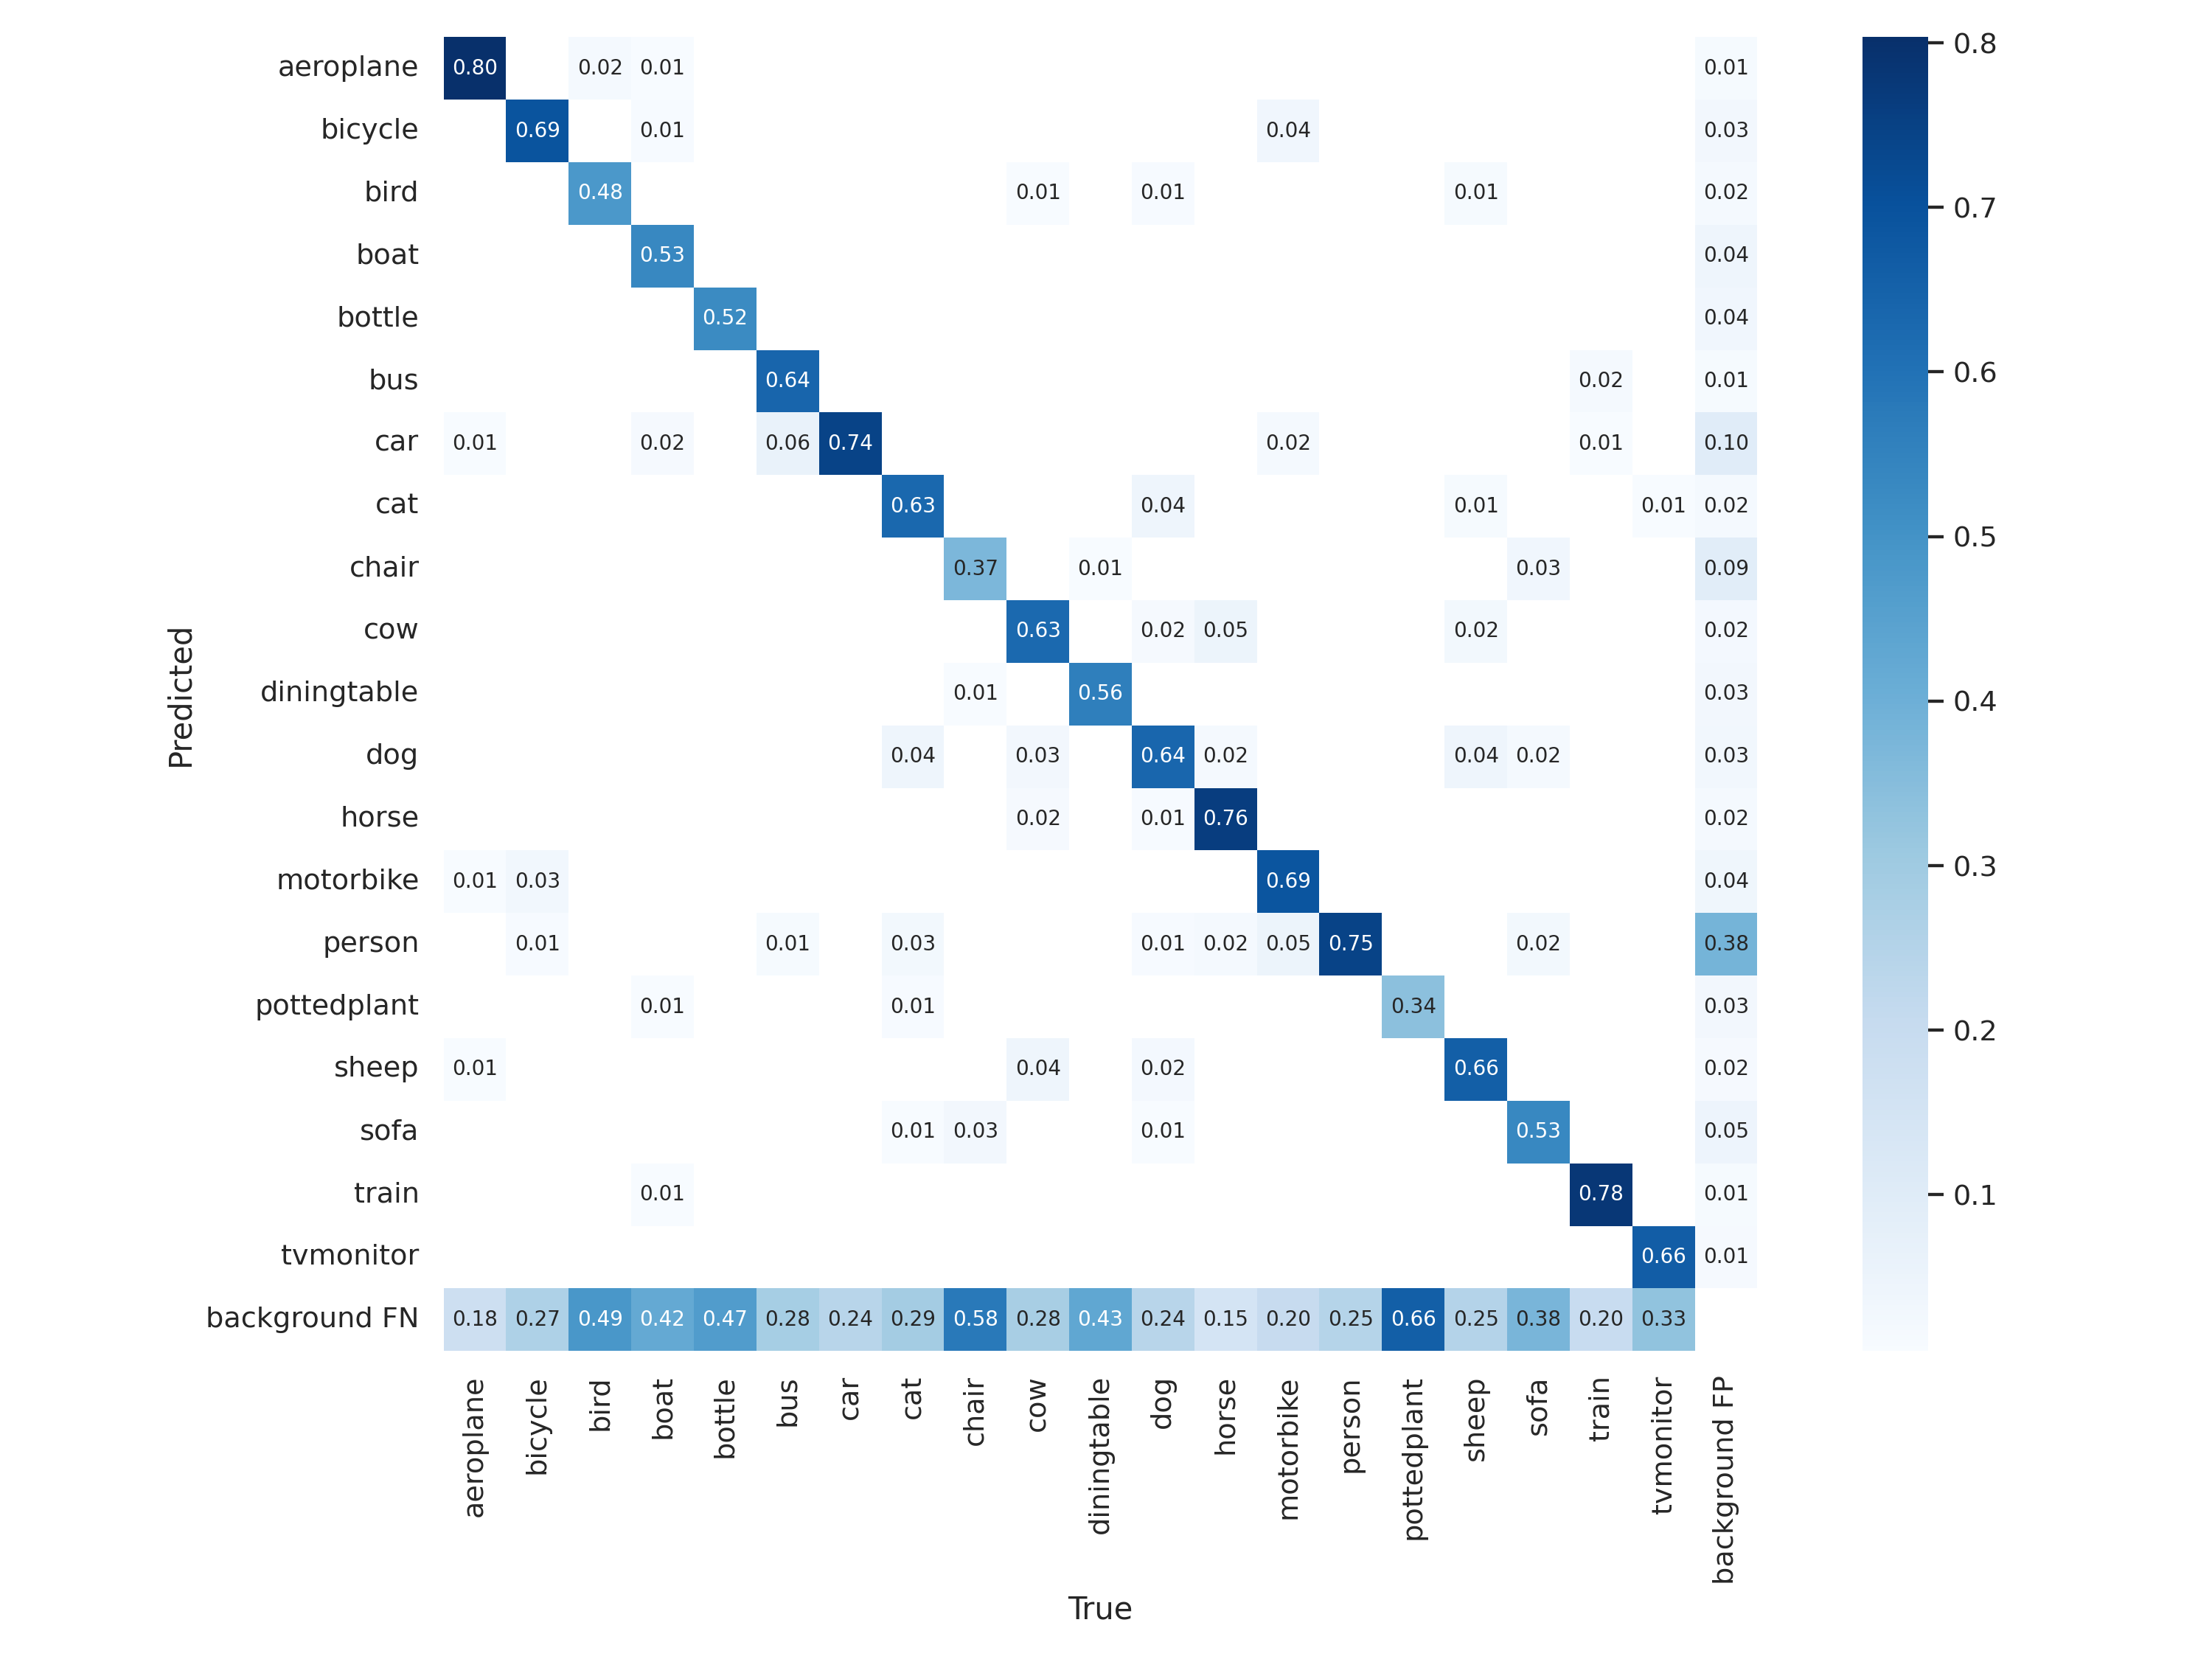 aeroplane 0.80 0.02 0.01 0.01 0.8
bicycle 0.69 0.01 0.04 0.03
bird 0.48 0.01 0.01 0.01 0.02 0.7
boat 0.53 0.04
bottle 0.52 0.04
bus 0.64 0.02 0.01 0.6
car 0.01 0.02 0.06 0.74 0.02 0.01 0.10
cat 0.63 0.04 0.01 0.01 0.02
chair 0.37 0.01 0.03 0.09 0.5
cow 0.63 0.02 0.05 0.02 0.02
diningtable 0.01 0.56 0.03 0.4
dog 0.04 0.03 0.64 0.02 0.04 0.02 0.03
horse 0.02 0.01 0.76 0.02
motorbike 0.01 0.03 0.69 0.04 0.3
person 0.01 0.01 0.03 0.01 0.02 0.05 0.75 0.02 0.38
pottedplant 0.01 0.01 0.34 0.03 0.2
sheep 0.01 0.04 0.02 0.66 0.02
sofa 0.01 0.03 0.01 0.53 0.05
train 0.01 0.78 0.01 0.1
tvmonitor 0.66 0.01
background FN 0.18 0.27 0.49 0.42 0.47 0.28 0.24 0.29 0.58 0.28 0.43 0.24 0.15 0.20 0.25 0.66 0.25 0.38 0.20 0.33
Predicted
aeroplane
bicycle
bird
boat
bottle
bus
car
cat
chair
cow
diningtable
dog
horse
motorbike
person
pottedplant
sheep
sofa
train
tvmonitor
background FP
True